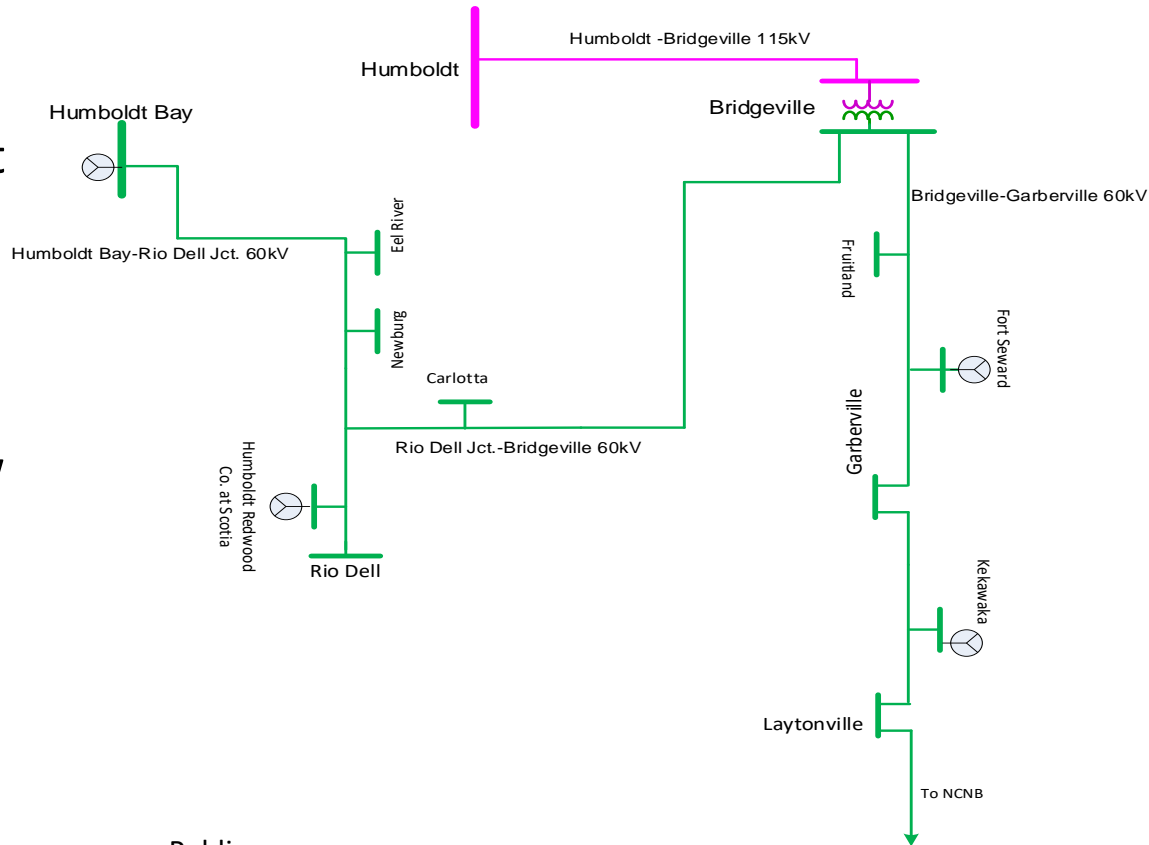 Humboldt -Bridgeville 115kV
Humboldt
Bridgeville
Humboldt Bay
Bridgeville-Garberville 60kV
Eel River
Humboldt Bay-Rio Dell Jct. 60kV
Fruitland
Newburg
Fort Seward
Carlotta
Garberville
Rio Dell Jct.-Bridgeville 60kV
Humboldt Redwood
Co. at Scotia
Rio Dell
Kekawaka
Laytonville
To NCNB